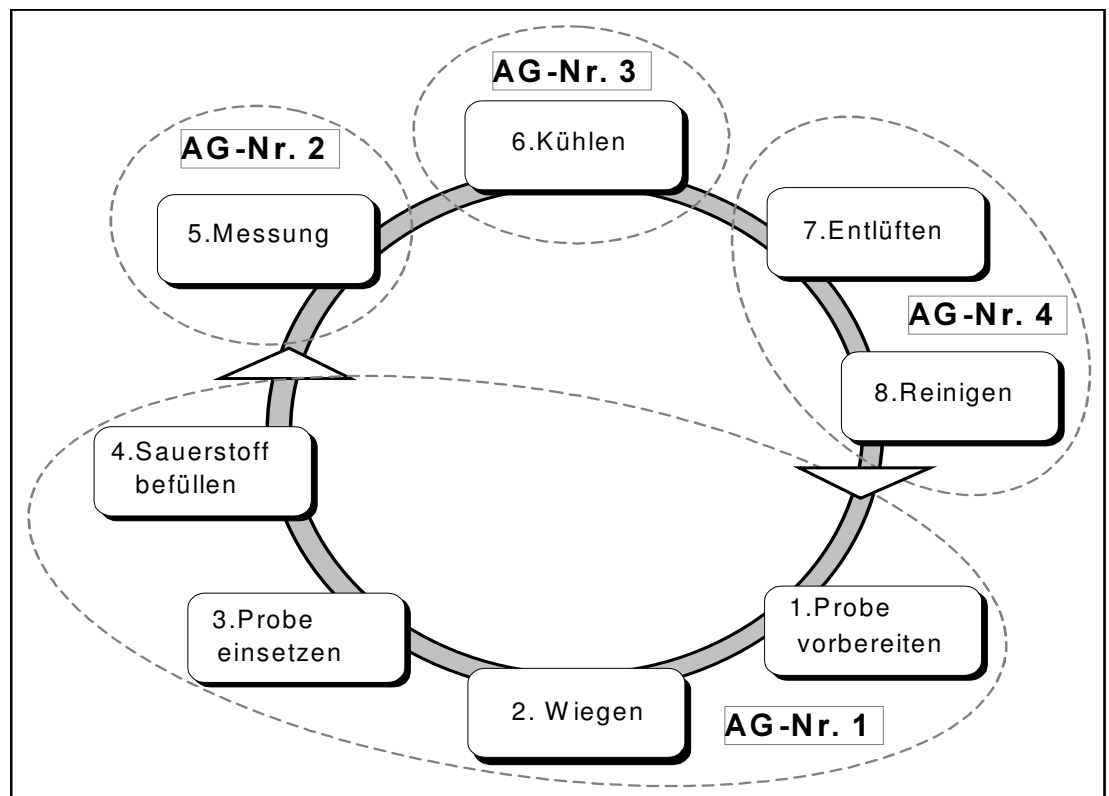 AG-Nr. 3
6.Kühlen
AG-Nr. 2
5.Messung
7.Entlüften
AG-Nr. 4
8.Reinigen
4.Sauerstoff
befüllen
3.Probe
einsetzen
1.Probe
vorbereiten
2. Wiegen
AG-Nr. 1